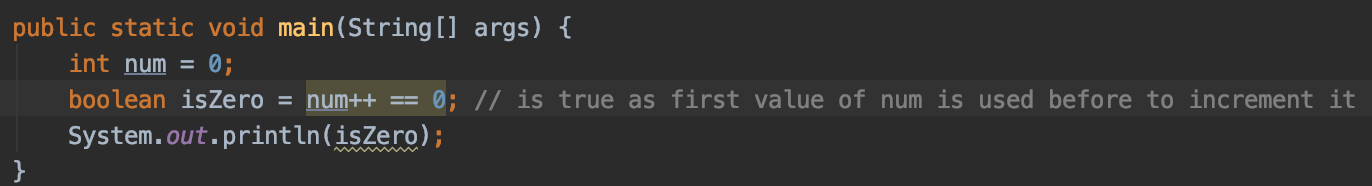 public static void main(String[] args) {
    int num = 0;
    boolean isZero = num++ == 0; // is true as first value of num is used before to increment it
    System.out.println(isZero);
}